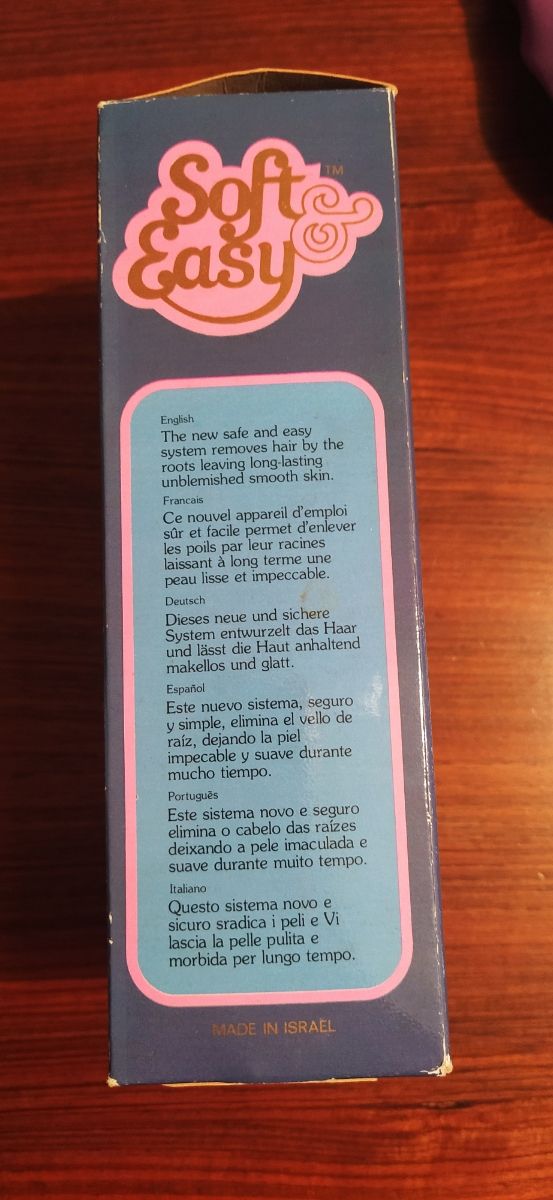 Soft &
Easy
TM
English
The new safe and easy
system removes hair by the
roots leaving long-lasting
unblemished smooth skin.
Francais
Ce nouvel appareil d'emploi
sûr et facile permet d'enlever
les poils par leur racines
laissant à long terme une
peau lisse et impeccable.
Deutsch
Dieses neue und sichere
System entwurzelt das Haar
und lässt die Haut anhaltend
makellos und glatt.
Español
Este nuevo sistema, seguro
y simple, elimina el vello de
raíz, dejando la piel
impecable y suave durante
mucho tiempo.
Português
Este sistema novo e seguro
elimina o cabelo das raízes
deixando a pele imaculada e
suave durante muito tempo.
Italiano
Questo sistema novo e
sicuro sradica i peli e Vi
lascia la pelle pulita e
morbida per lungo tempo.
MADE IN ISRAEL